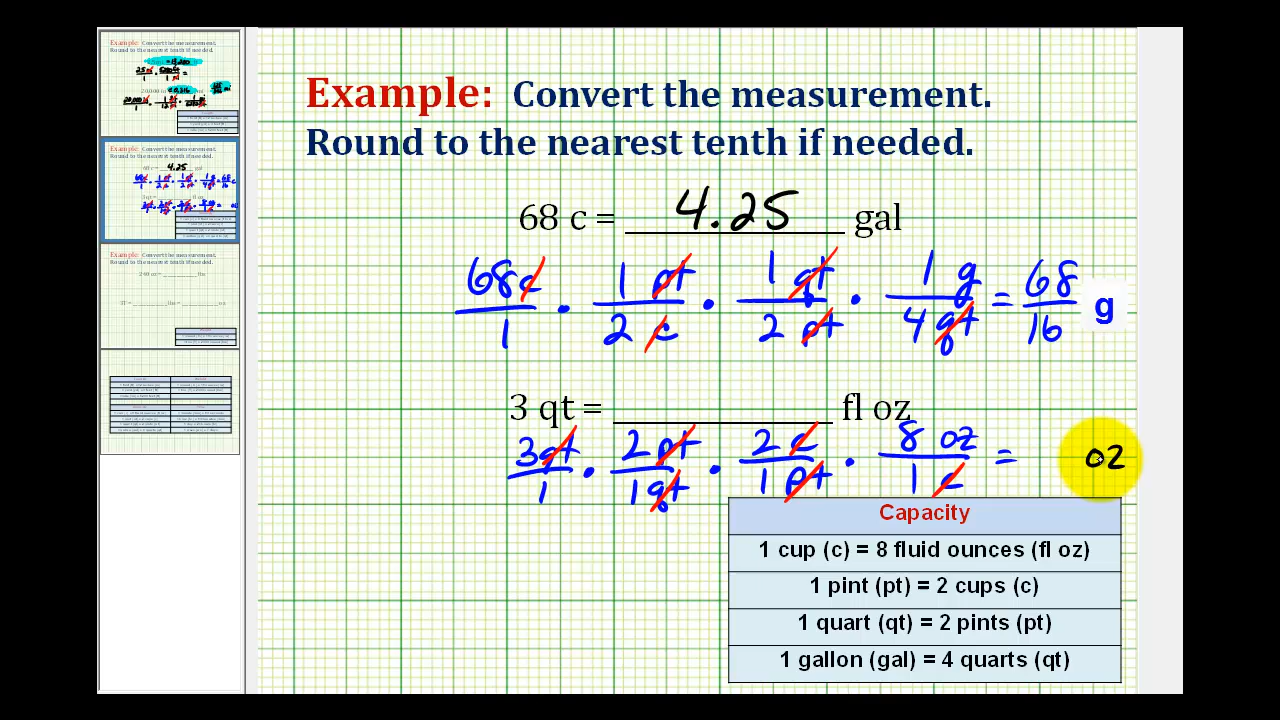 Example: Convert the measurement.
Round to the nearest tenth if needed.
68 c = 4.25 gal
68c/1 · 1 pt/2 c · 1 qt/2 pt · 1 g/4 qt = 68/16 g
3 qt = ____________ fl oz
3qt/1 · 2 pt/1 qt · 2 c/1 pt · 8 oz/1 c = oz
Capacity
1 cup (c) = 8 fluid ounces (fl oz)
1 pint (pt) = 2 cups (c)
1 quart (qt) = 2 pints (pt)
1 gallon (gal) = 4 quarts (qt)